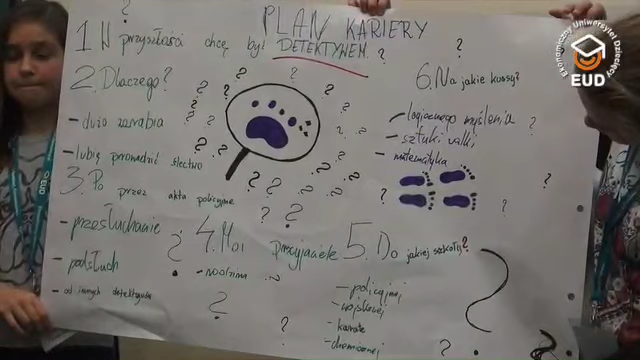 PLAN KARIERY
1 W przyszłości chcę być DETEKTYWEM.
2. Dlaczego?
- dużo zarabia
- lubię prowadzić śledztwo
3. Po przez akta policyjne
- przesłuchanie
- podsłuch
- od innych detektywów
4. Moi przyjaciele
- rodzina
5. Do jakiej szkoły?
- policyjnej
- wojskowej
- karate
- chemicznej
6. Na jakie kursy?
- logicznego myślenia
- sztuki walki,
- matematyka
Ekonomiczny Uniwersytet Dziecięcy
EUD